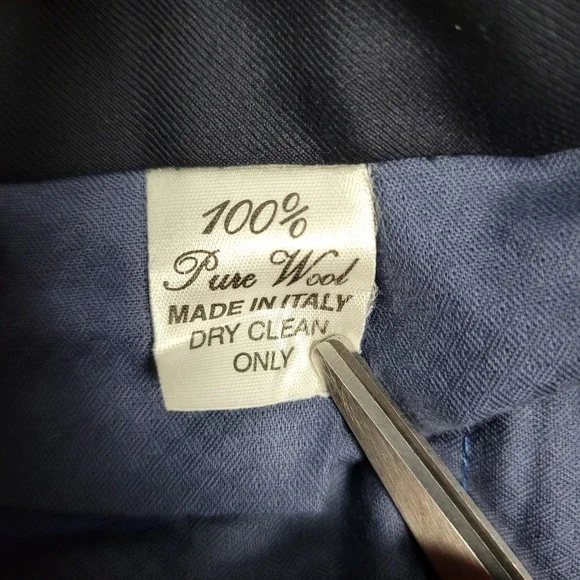 100%
Pure Wool
MADE IN ITALY
DRY CLEAN
ONLY